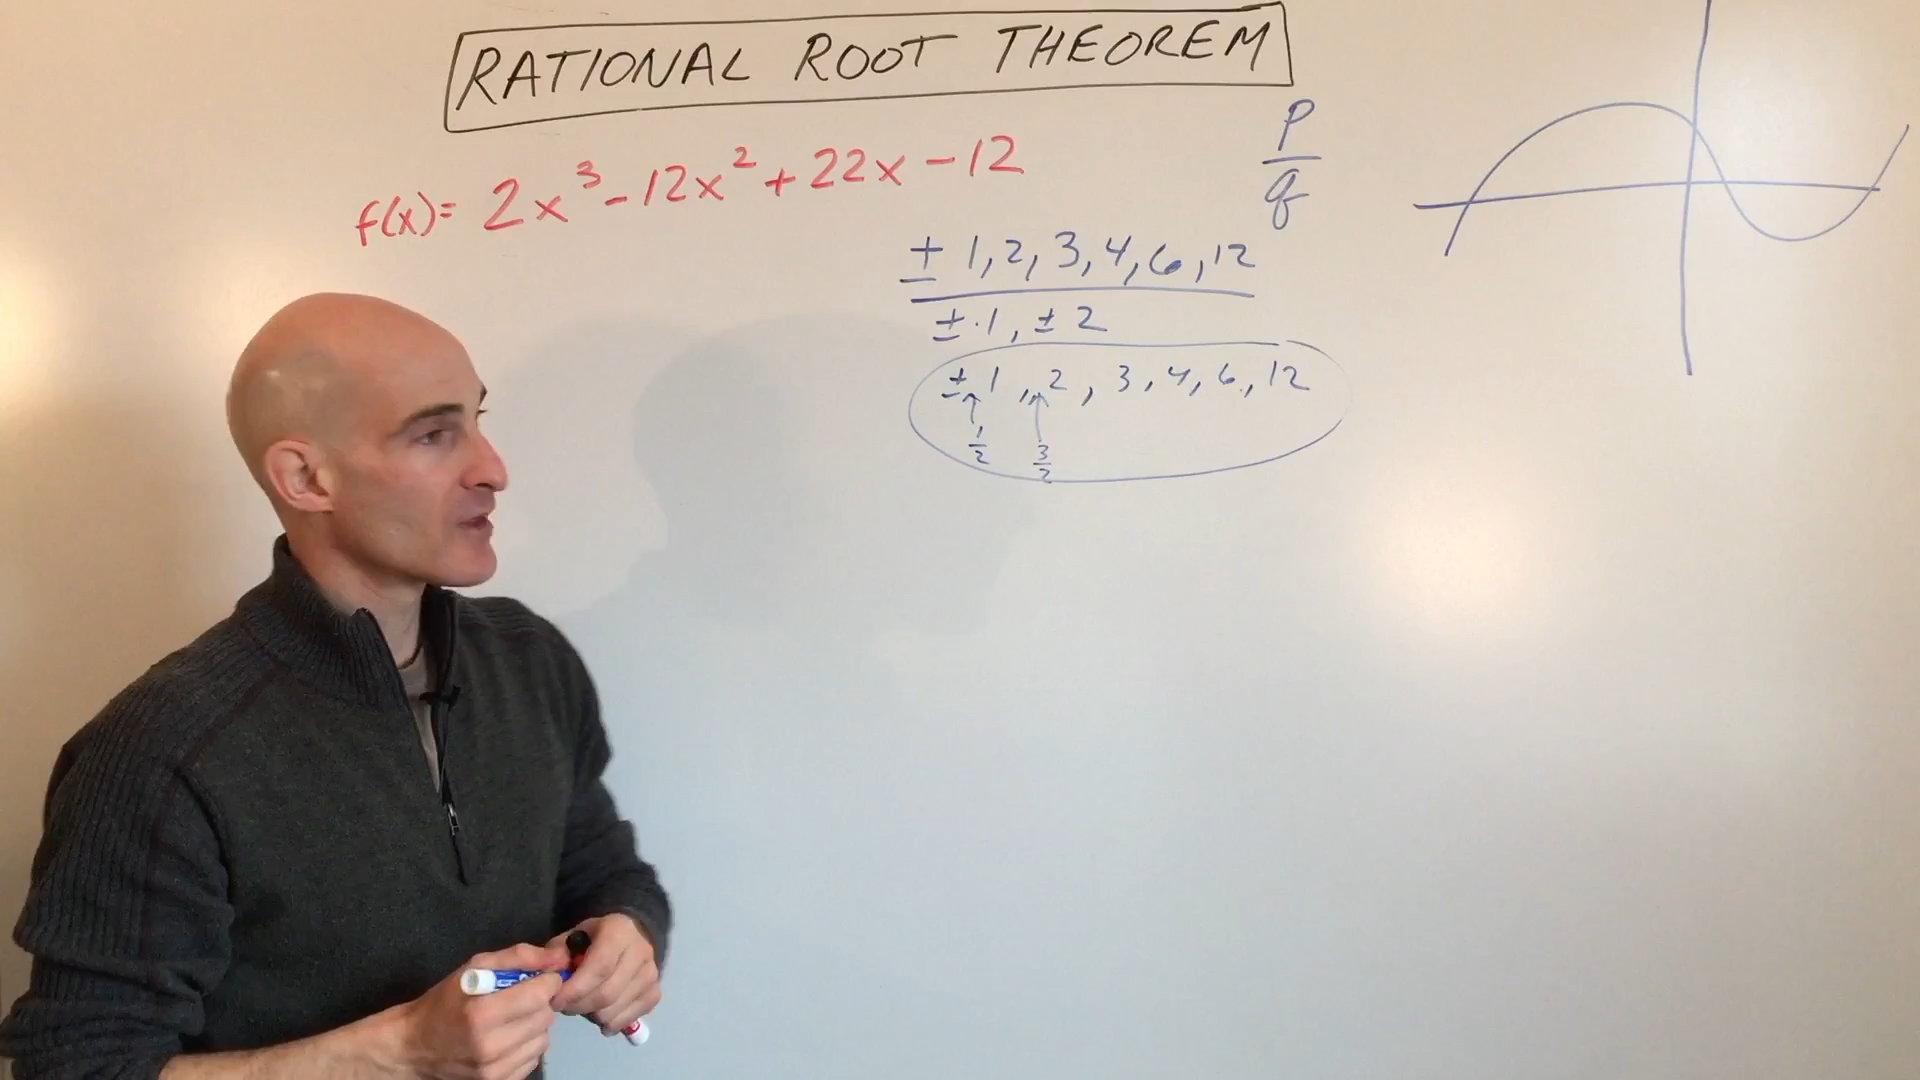 RATIONAL ROOT THEOREM
f(x)= 2x³-12x²+22x-12
p/q
± 1, 2, 3, 4, 6, 12
± 1, ± 2
± 1, 2, 3, 4, 6, 12
1/2 3/2